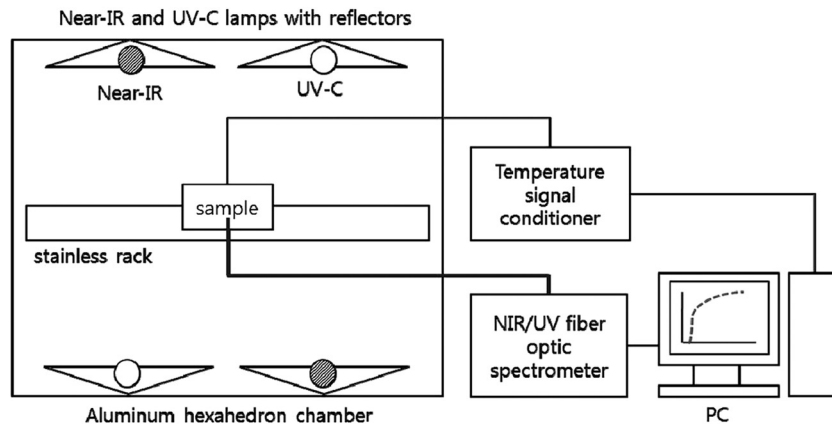 Near-IR and UV-C lamps with reflectors
Near-IR
UV-C
Temperature
signal
conditioner
sample
stainless rack
NIR/UV fiber
optic
spectrometer
Aluminum hexahedron chamber
PC